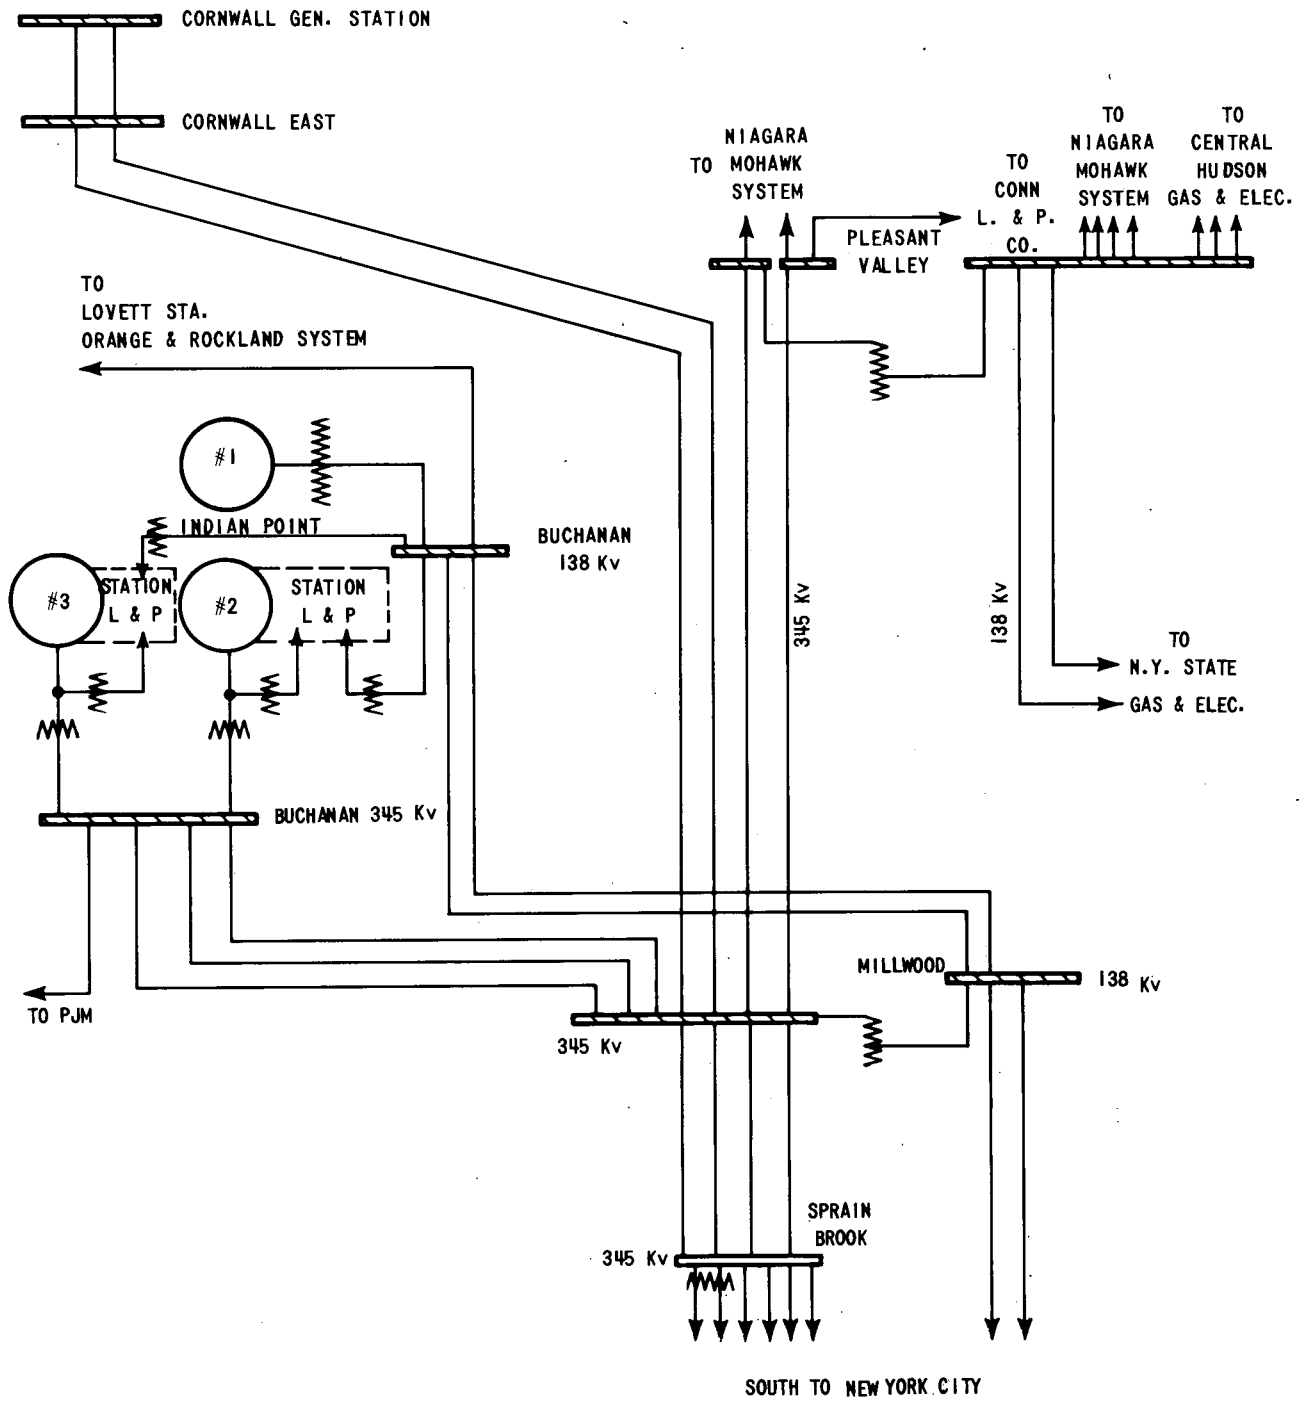 CORNWALL GEN. STATION
CORNWALL EAST
NIAGARA
TO MOHAWK
SYSTEM
PLEASANT
VALLEY
TO
CONN
L. & P.
CO.
TO
NIAGARA
MOHAWK
SYSTEM
TO
CENTRAL
HUDSON
GAS & ELEC.
TO
LOVETT STA.
ORANGE & ROCKLAND SYSTEM
#1
INDIAN POINT
BUCHANAN
138 Kv
#3
STATION
L & P
#2
STATION
L & P
345 Kv
138 Kv
TO
N.Y. STATE
GAS & ELEC.
BUCHANAN 345 Kv
MILLWOOD
138 Kv
TO PJM
345 Kv
SPRAIN
BROOK
345 Kv
SOUTH TO NEW YORK CITY